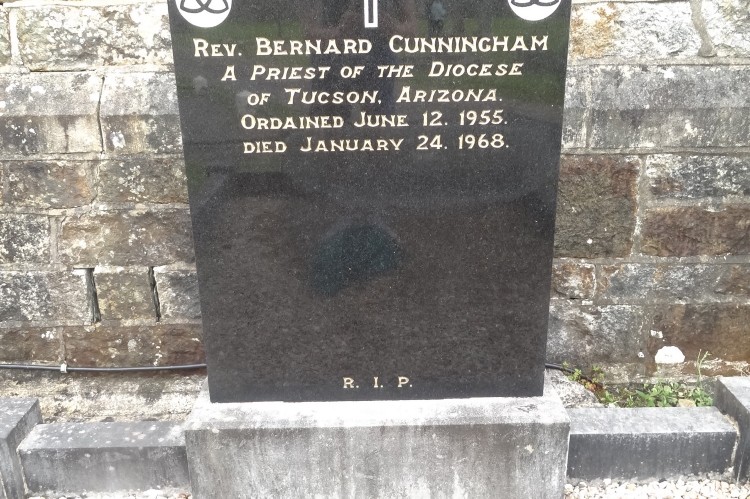 Rev. Bernard Cunningham
A Priest of the Diocese
of Tucson, Arizona.
Ordained June 12. 1955.
Died January 24. 1968.
R. I. P.